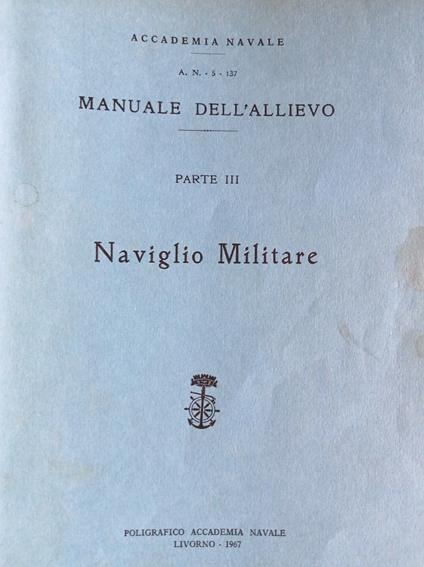 ACCADEMIA NAVALE
A. N. - 5 - 137
MANUALE DELL'ALLIEVO
PARTE III
Naviglio Militare
POLIGRAFICO ACCADEMIA NAVALE
LIVORNO - 1967